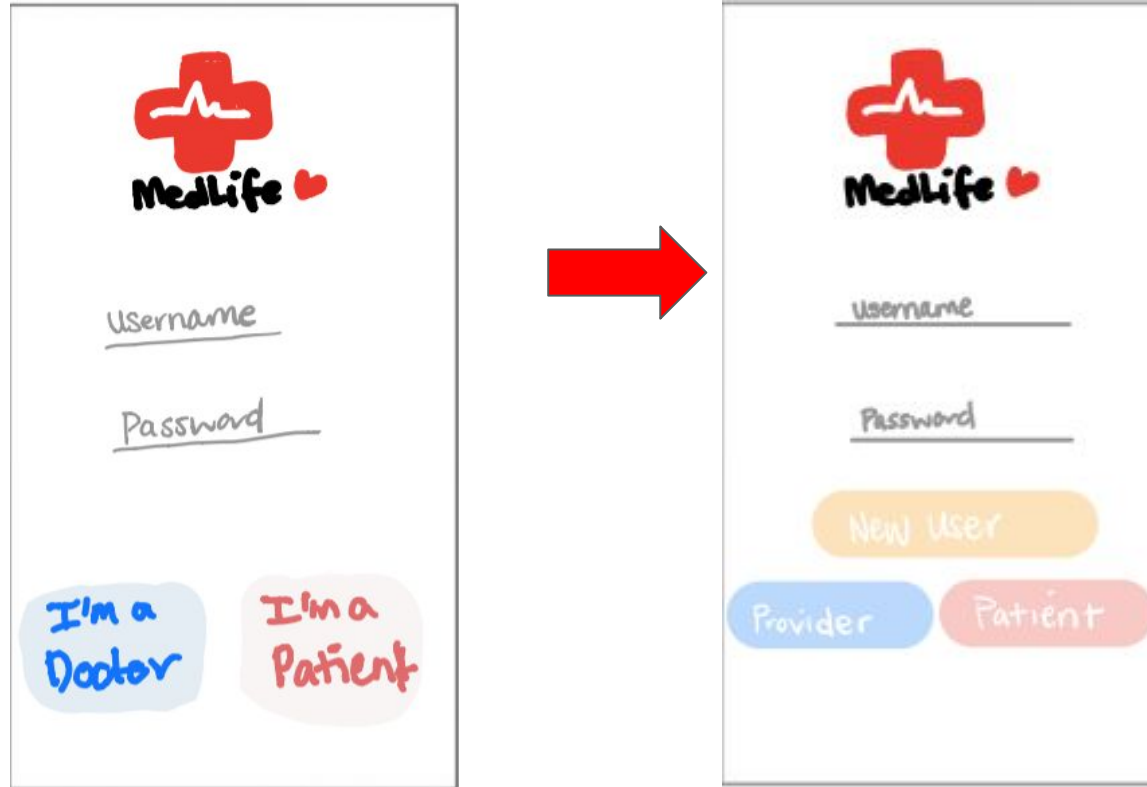 MedLife
Username
Password
I'm a
Doctor
I'm a
Patient
MedLife
Username
Password
New User
Provider
Patient